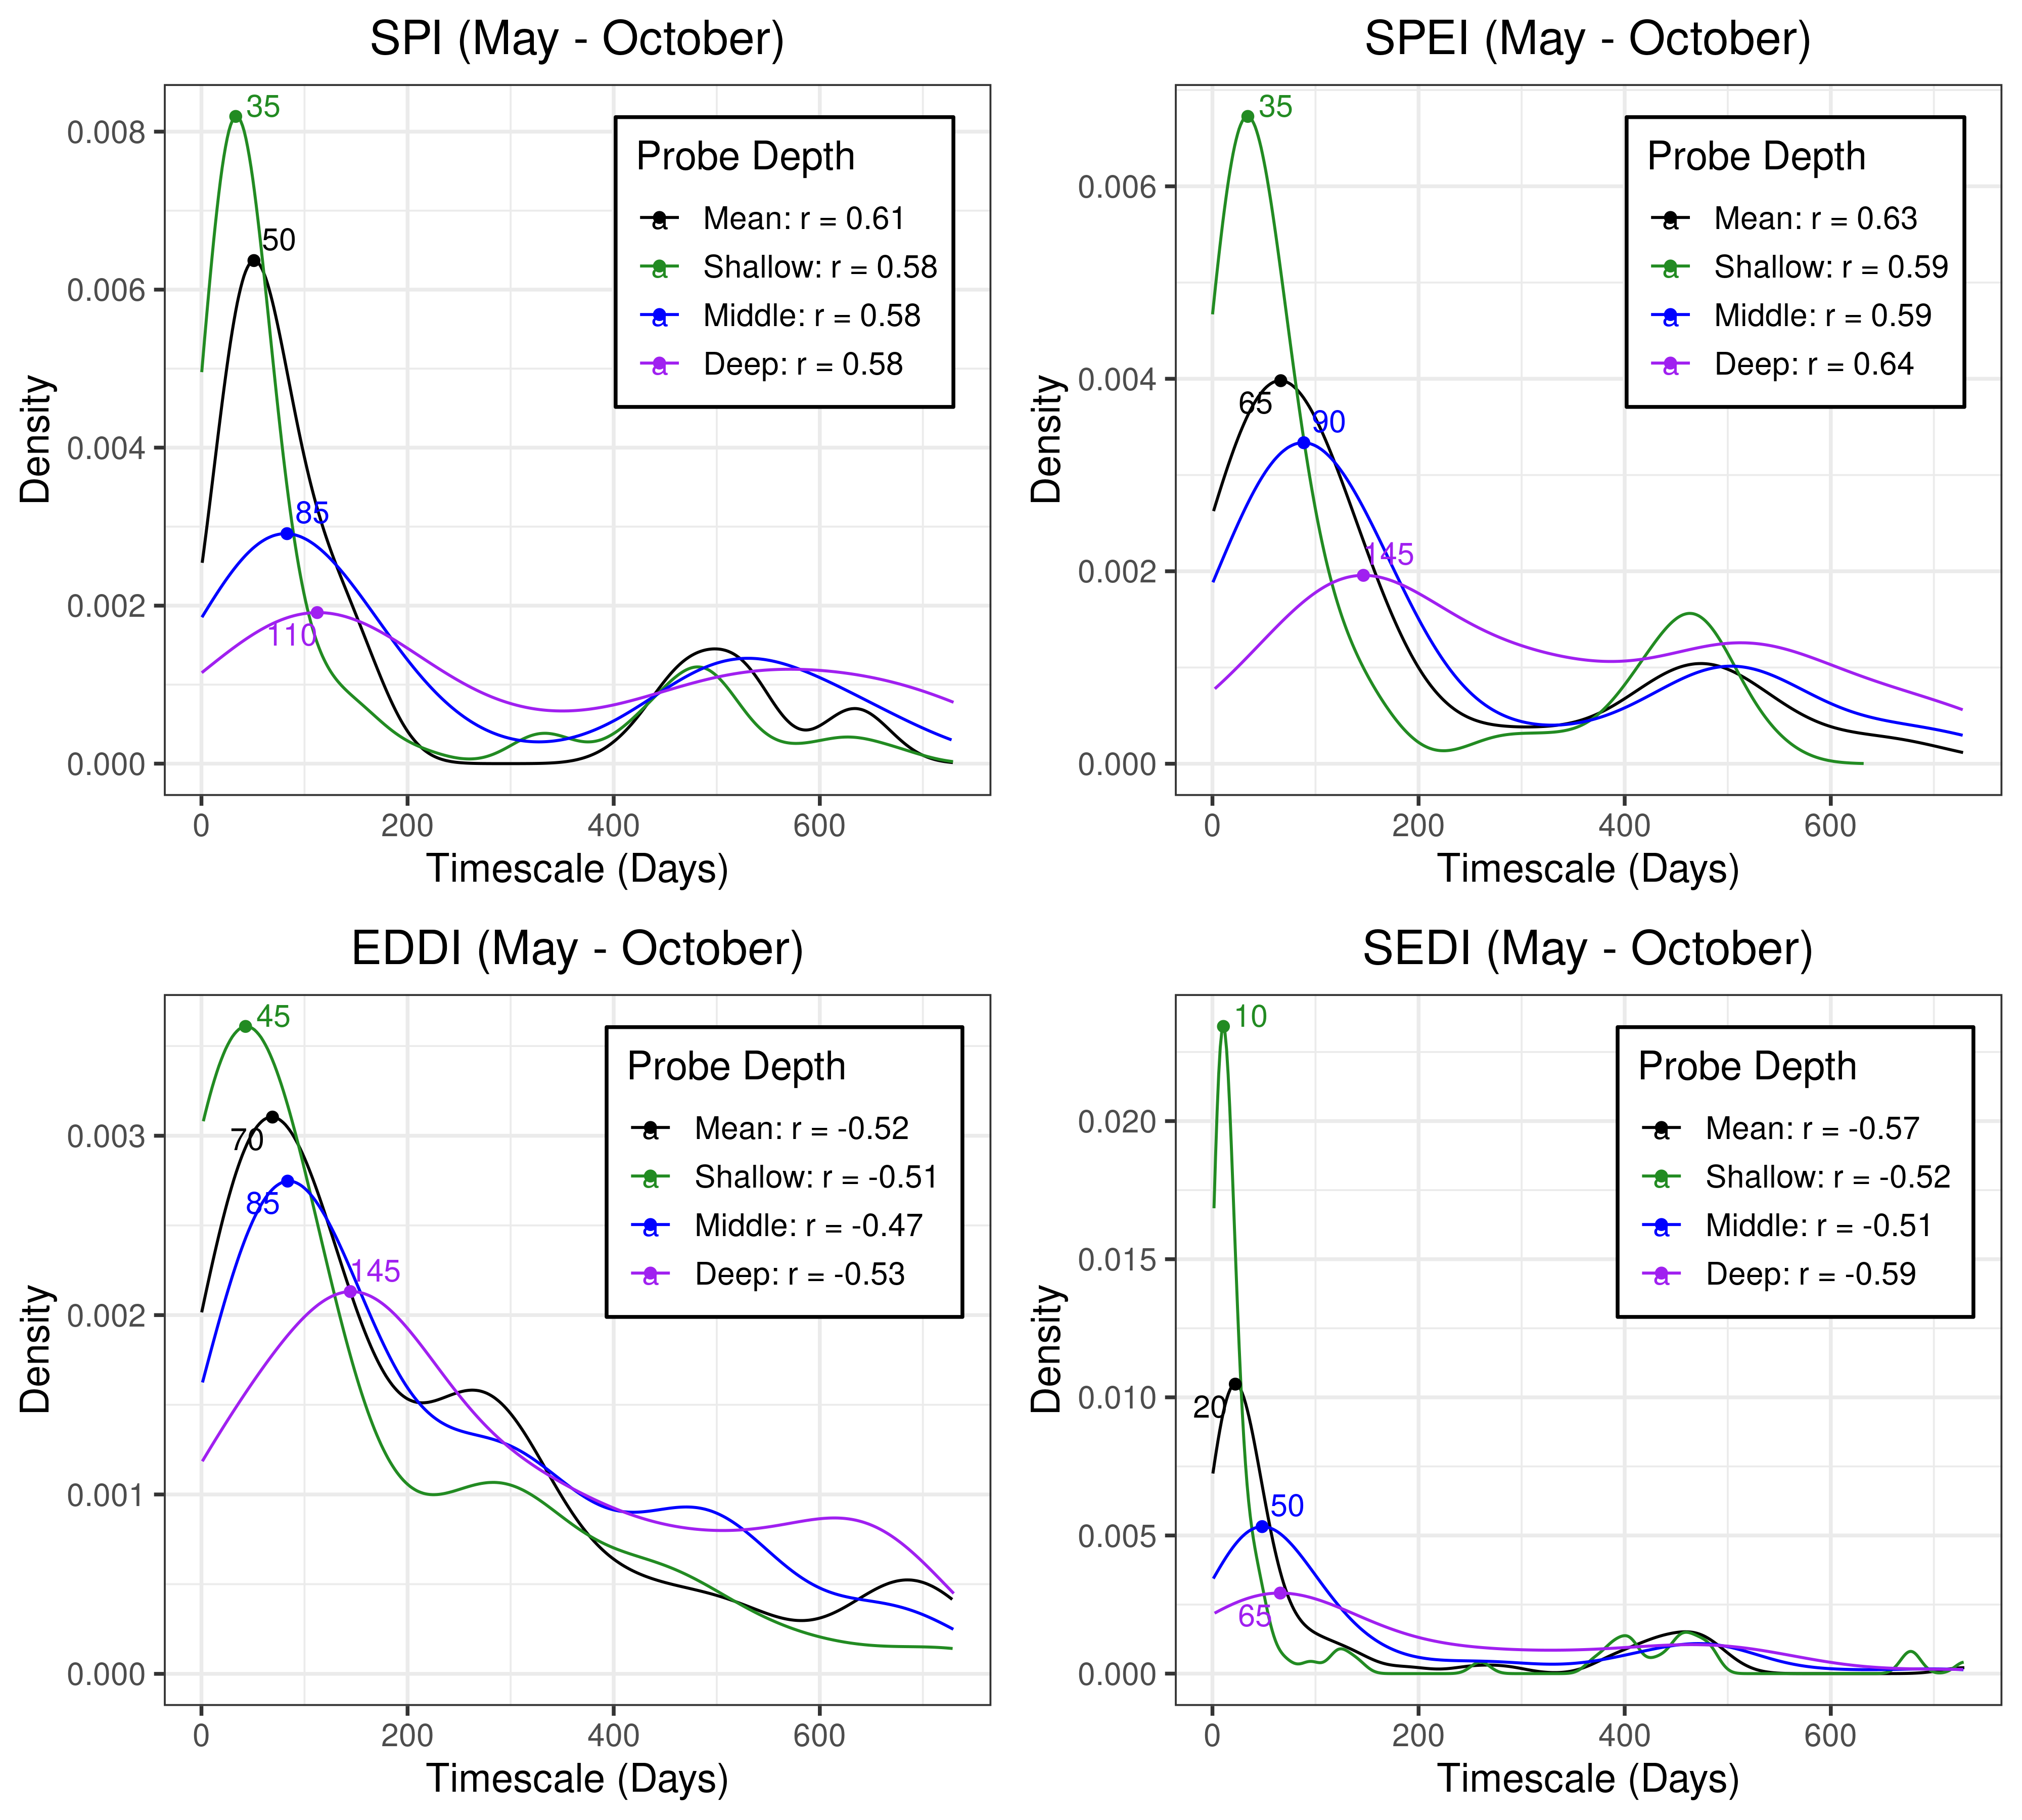 SPI (May - October)
35
50
85
110
Probe Depth
a Mean: r = 0.61
a Shallow: r = 0.58
a Middle: r = 0.58
a Deep: r = 0.58
0.008
0.006
0.004
0.002
0.000
Density
0 200 400 600
Timescale (Days)
SPEI (May - October)
35
65
90
145
Probe Depth
a Mean: r = 0.63
a Shallow: r = 0.59
a Middle: r = 0.59
a Deep: r = 0.64
0.006
0.004
0.002
0.000
Density
0 200 400 600
Timescale (Days)
EDDI (May - October)
45
70
85
145
Probe Depth
a Mean: r = -0.52
a Shallow: r = -0.51
a Middle: r = -0.47
a Deep: r = -0.53
0.003
0.002
0.001
0.000
Density
0 200 400 600
Timescale (Days)
SEDI (May - October)
10
20
50
65
Probe Depth
a Mean: r = -0.57
a Shallow: r = -0.52
a Middle: r = -0.51
a Deep: r = -0.59
0.020
0.015
0.010
0.005
0.000
Density
0 200 400 600
Timescale (Days)